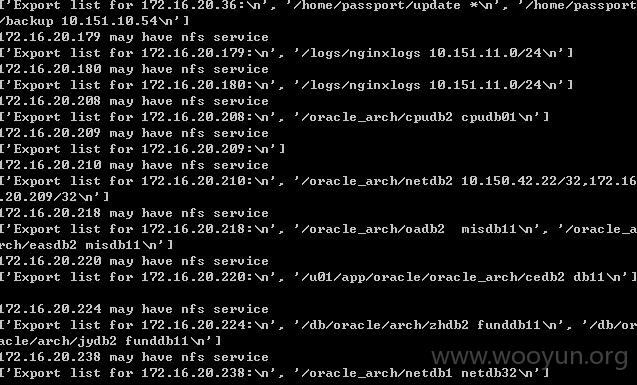 ['Export list for 172.16.20.36:\n', '/home/passport/update *\n', '/home/passport
/backup 10.151.10.54\n']
172.16.20.179 may have nfs service
['Export list for 172.16.20.179:\n', '/logs/nginxlogs 10.151.11.0/24\n']
172.16.20.180 may have nfs service
['Export list for 172.16.20.180:\n', '/logs/nginxlogs 10.151.11.0/24\n']
172.16.20.208 may have nfs service
['Export list for 172.16.20.208:\n', '/oracle_arch/cpudb2 cpudb01\n']
172.16.20.209 may have nfs service
['Export list for 172.16.20.209:\n']
172.16.20.210 may have nfs service
['Export list for 172.16.20.210:\n', '/oracle_arch/netdb2 10.150.42.22/32,172.16
.20.209/32\n']
172.16.20.218 may have nfs service
['Export list for 172.16.20.218:\n', '/oracle_arch/oadb2  misdb11\n', '/oracle_a
rch/easdb2 misdb11\n']
172.16.20.220 may have nfs service
['Export list for 172.16.20.220:\n', '/u01/app/oracle/oracle_arch/cedb2 db11\n']
172.16.20.224 may have nfs service
['Export list for 172.16.20.224:\n', '/db/oracle/arch/zhdb2 funddb11\n', '/db/or
acle/arch/jydb2 funddb11\n']
172.16.20.238 may have nfs service
['Export list for 172.16.20.238:\n', '/oracle/netdb1 netdb32\n']
www.wooyun.org